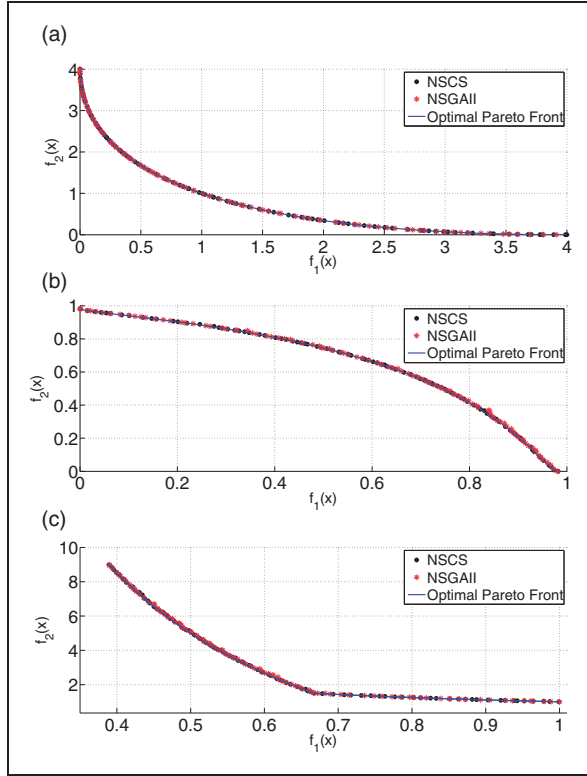 (a)
4
3
2
1
0
f2(x)
NSCS
NSGAII
Optimal Pareto Front
0 0.5 1 1.5 2 2.5 3 3.5 4
f1(x)
(b)
1
0.8
0.6
0.4
0.2
0
f2(x)
NSCS
NSGAII
Optimal Pareto Front
0 0.2 0.4 0.6 0.8 1
f1(x)
(c)
10
8
6
4
2
f2(x)
NSCS
NSGAII
Optimal Pareto Front
0.4 0.5 0.6 0.7 0.8 0.9 1
f1(x)